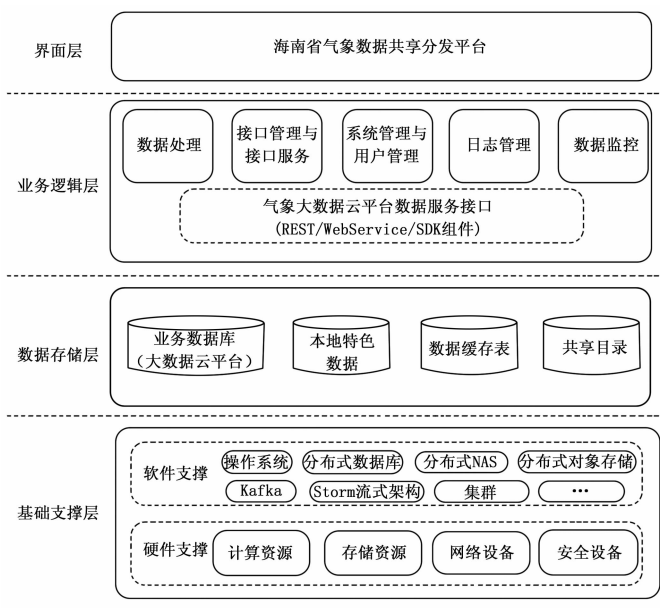 界面层
海南省气象数据共享分发平台
业务逻辑层
数据处理
接口管理与
接口服务
系统管理与
用户管理
日志管理
数据监控
气象大数据云平台数据服务接口
(REST/WebService/SDK组件)
数据存储层
业务数据库
（大数据云平台）
本地特色
数据
数据缓存表
共享目录
基础支撑层
软件支撑
操作系统
分布式数据库
分布式NAS
分布式对象存储
Kafka
Storm流式架构
集群
…
硬件支撑
计算资源
存储资源
网络设备
安全设备